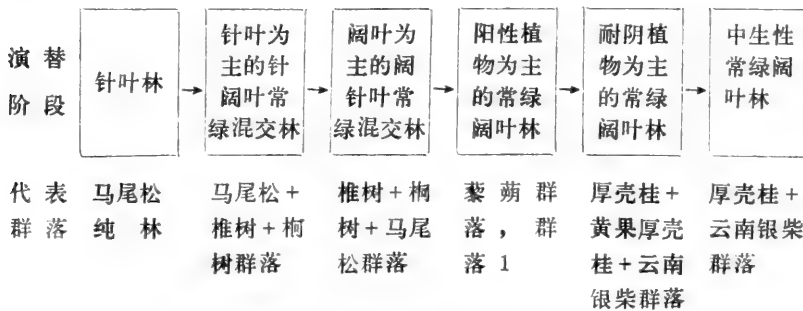 演替
阶段
针叶林
针叶为
主的针
阔叶常
绿混交林
阔叶为
主的阔
针叶常
绿混交林
阳性植
物为主
的常绿
阔叶林
耐阴植
物为主
的常绿
阔叶林
中生性
常绿阔
叶林
代表
群落
马尾松
纯林
马尾松+
椎树+椆
树群落
椎树+椆
树+马尾
松群落
藜蒴群
落，群
落1
厚壳桂+
黄果厚壳
桂+云南
银柴群落
厚壳桂+
云南银柴
群落